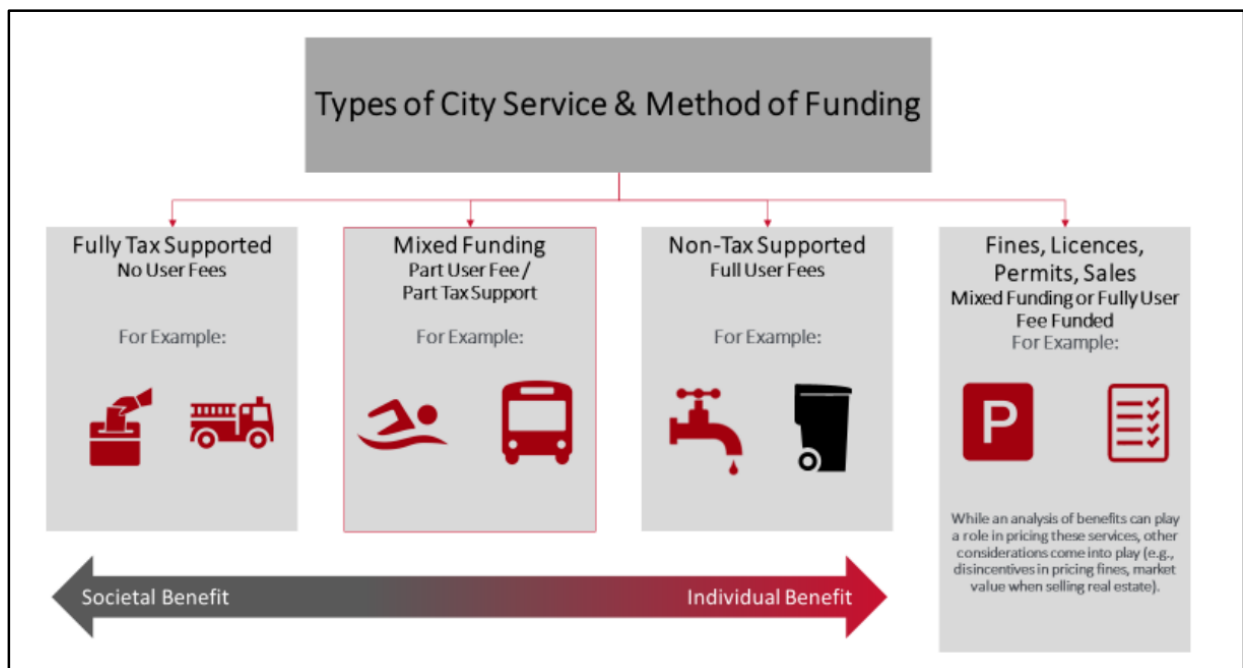 Types of City Service & Method of Funding
Fully Tax Supported
No User Fees
For Example:
Mixed Funding
Part User Fee /
Part Tax Support
For Example:
Non-Tax Supported
Full User Fees
For Example:
Fines, Licences,
Permits, Sales
Mixed Funding or Fully User
Fee Funded
For Example:
P
While an analysis of benefits can play
a role in pricing these services, other
considerations come into play (e.g.,
disincentives in pricing fines, market
value when selling real estate).
Societal Benefit
Individual Benefit